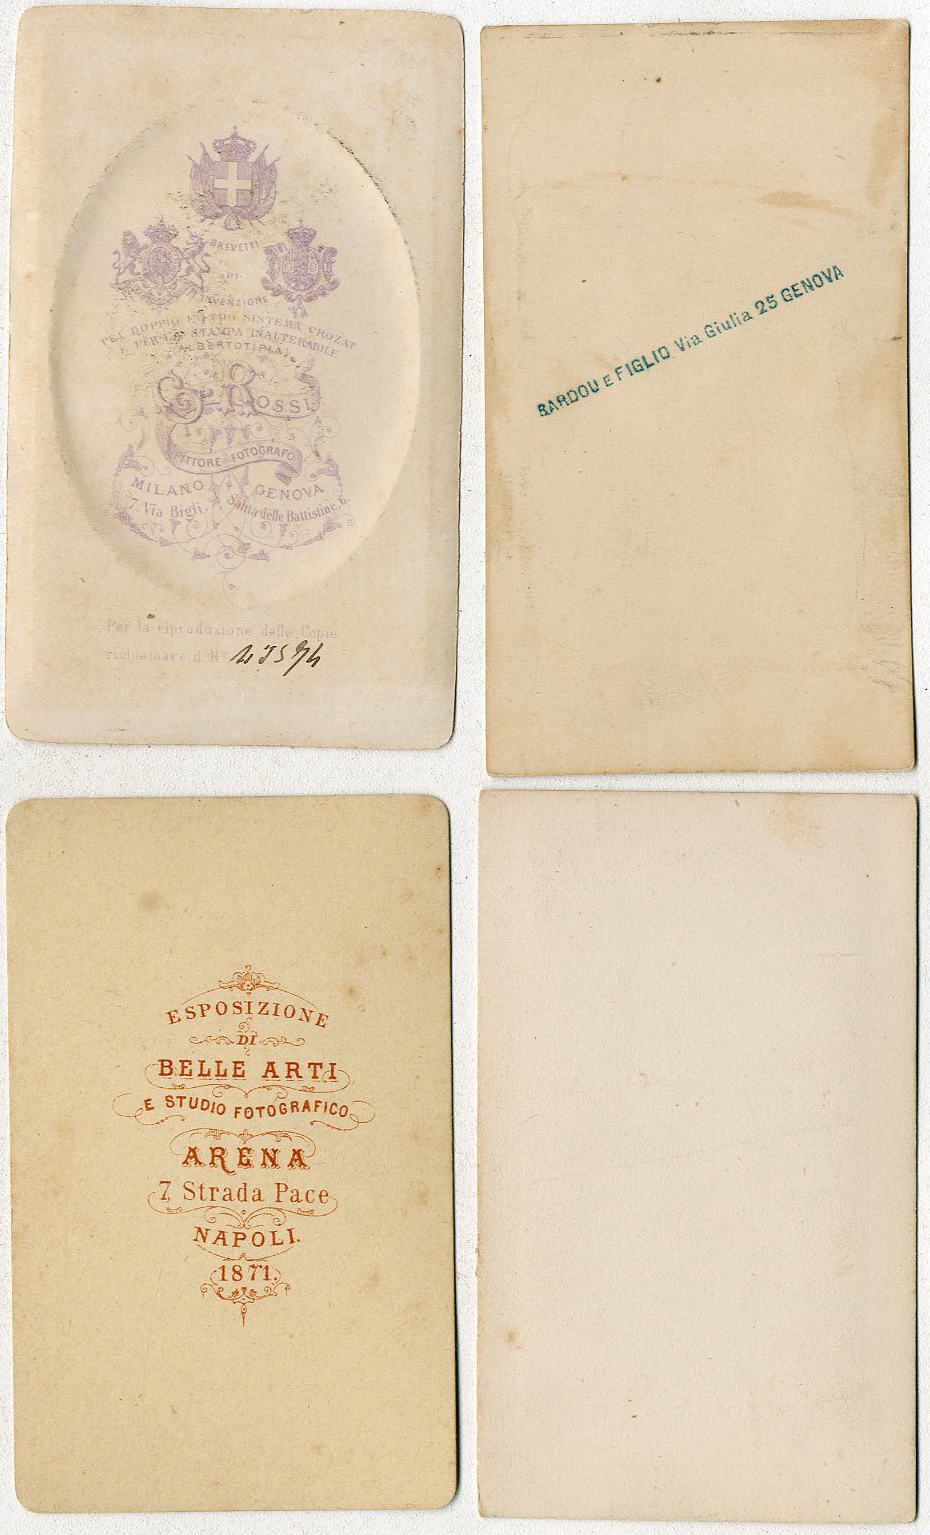 BREVETTI
DI
INVENZIONE
PEL DOPPIO FONDO SISTEMA CROZAT
E PER LA STAMPA INALTERABILE
(ALBERTOTIPIA)
G. ROSSI
PITTORE FOTOGRAFO
MILANO
7. Via Bigli.
GENOVA
Salita delle Battistine, 6.
Per la riproduzione delle Copie
richiamare il No.
BARDOU E FIGLIO Via Giulia 25 GENOVA
ESPOSIZIONE
DI
BELLE ARTI
E STUDIO FOTOGRAFICO
ARENA
7 Strada Pace
NAPOLI.
1871.